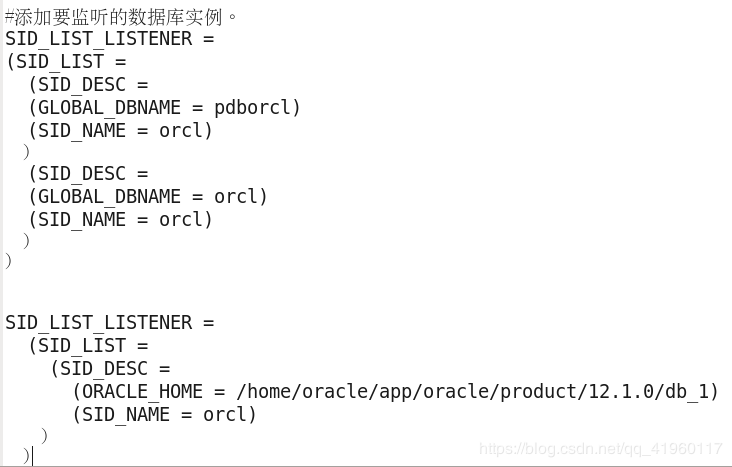 #添加要监听的数据库实例。
SID_LIST_LISTENER =
(SID_LIST =
  (SID_DESC =
  (GLOBAL_DBNAME = pdborcl)
  (SID_NAME = orcl)
  )
  (SID_DESC =
  (GLOBAL_DBNAME = orcl)
  (SID_NAME = orcl)
  )
)
SID_LIST_LISTENER =
  (SID_LIST =
    (SID_DESC =
      (ORACLE_HOME = /home/oracle/app/oracle/product/12.1.0/db_1)
      (SID_NAME = orcl)
    )
  )
https://blog.csdn.net/qq_41960117